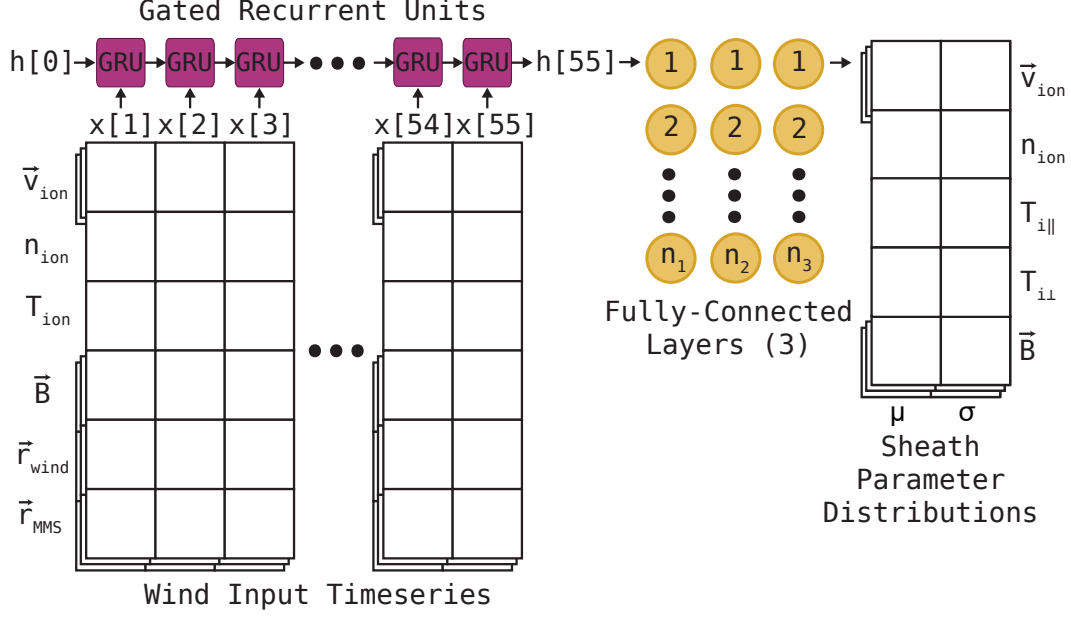 Gated Recurrent Units
h[0] GRU GRU GRU GRU GRU h[55]
x[1] x[2] x[3] x[54] x[55]
v⃗ion
nion
Tion
B⃗
r⃗wind
r⃗MMS
Wind Input Timeseries
1 1 1
2 2 2
n1 n2 n3
Fully-Connected
Layers (3)
v⃗ion
nion
Ti∥
Ti⊥
B⃗
μ σ
Sheath
Parameter
Distributions